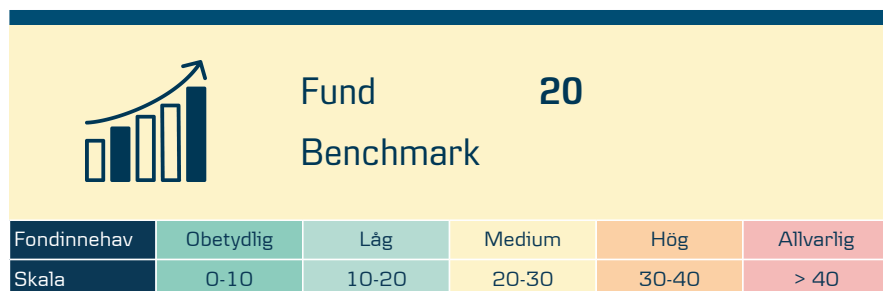 Fund 20
Benchmark
Fondinnehav Obetydlig Låg Medium Hög Allvarlig
Skala 0-10 10-20 20-30 30-40 > 40